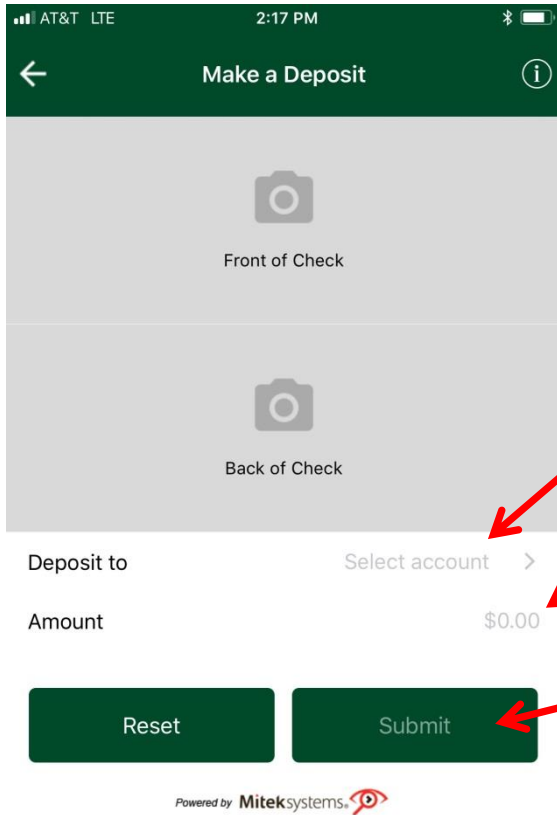 AT&T LTE 2:17 PM
Make a Deposit i
Front of Check
Back of Check
Deposit to Select account >
Amount $0.00
Reset Submit
Powered by Miteksystems.